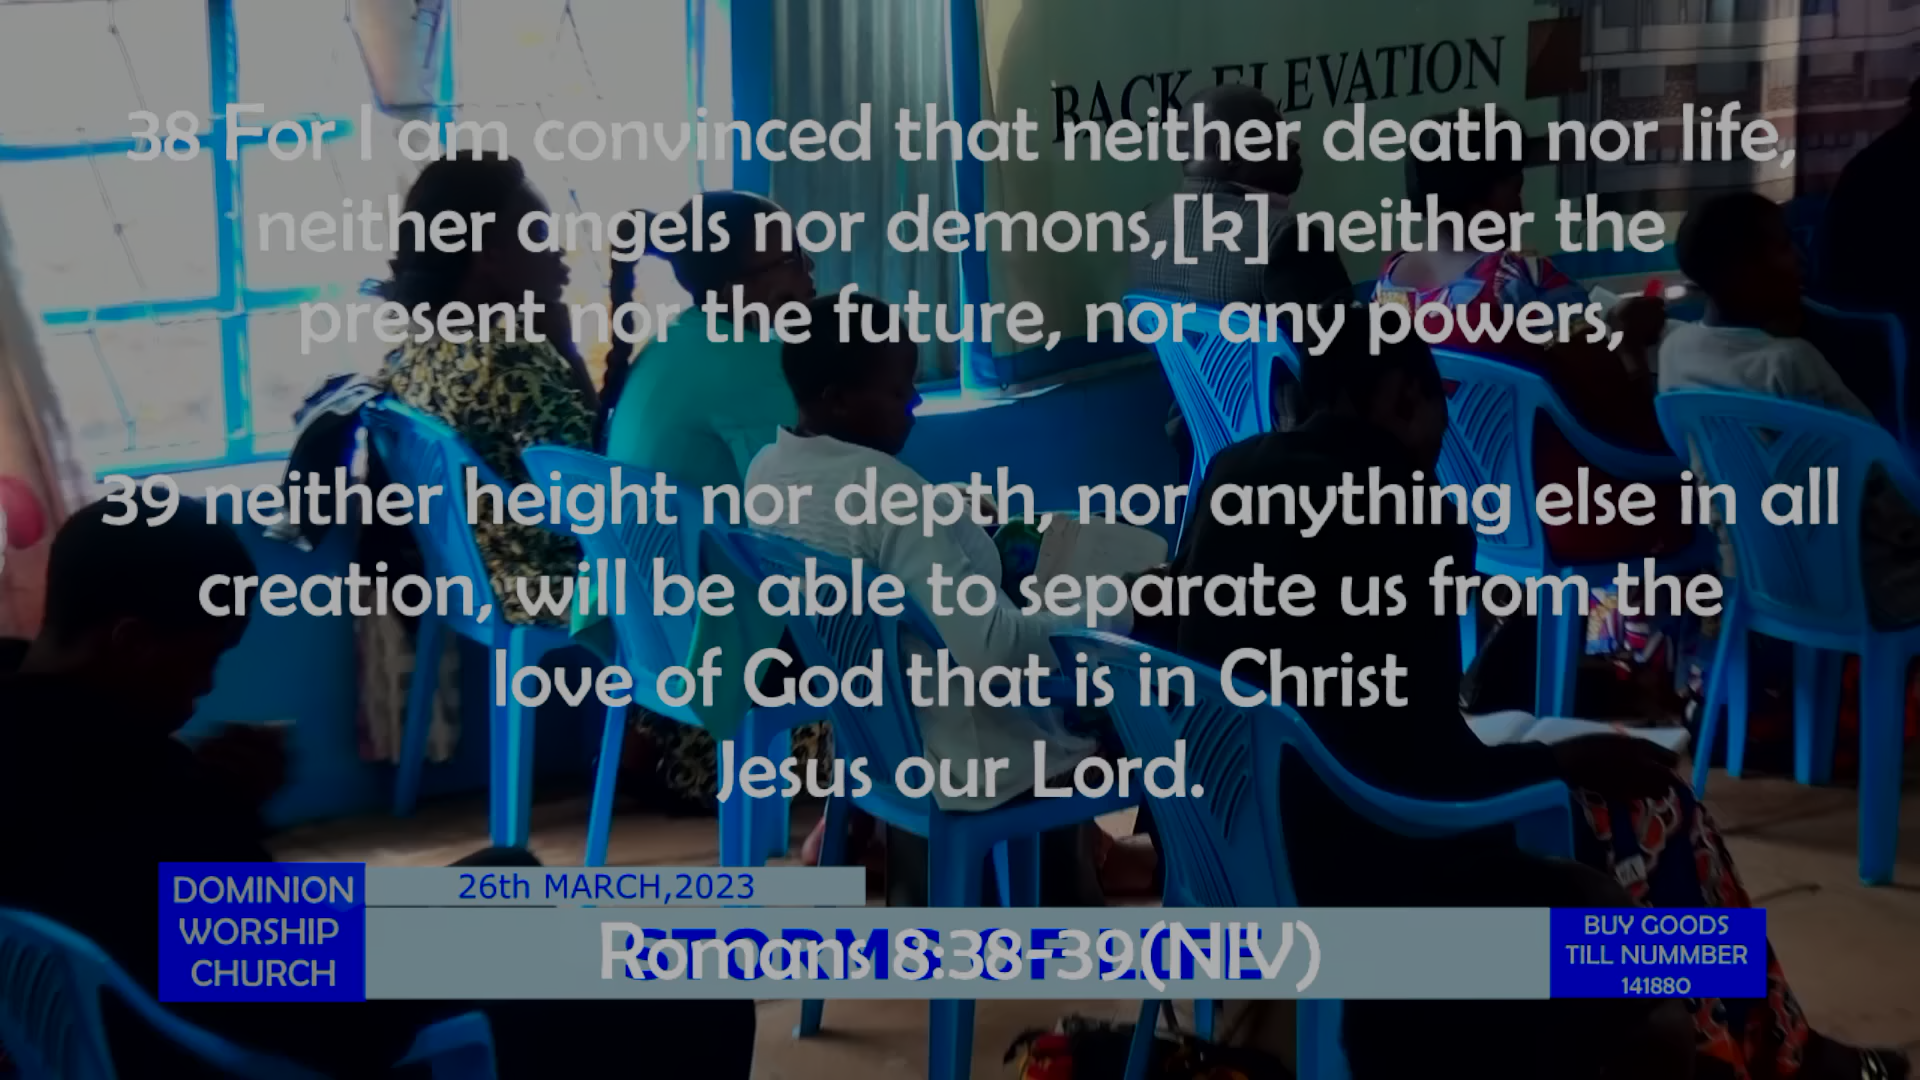 BACK ELEVATION
38 For I am convinced that neither death nor life,
neither angels nor demons,[k] neither the
present nor the future, nor any powers,
39 neither height nor depth, nor anything else in all
creation, will be able to separate us from the
love of God that is in Christ
Jesus our Lord.
DOMINION
WORSHIP
CHURCH
26th MARCH,2023
Romans 8:38-39(NIV)
STORMS OF LIFE
BUY GOODS
TILL NUMMBER
141880